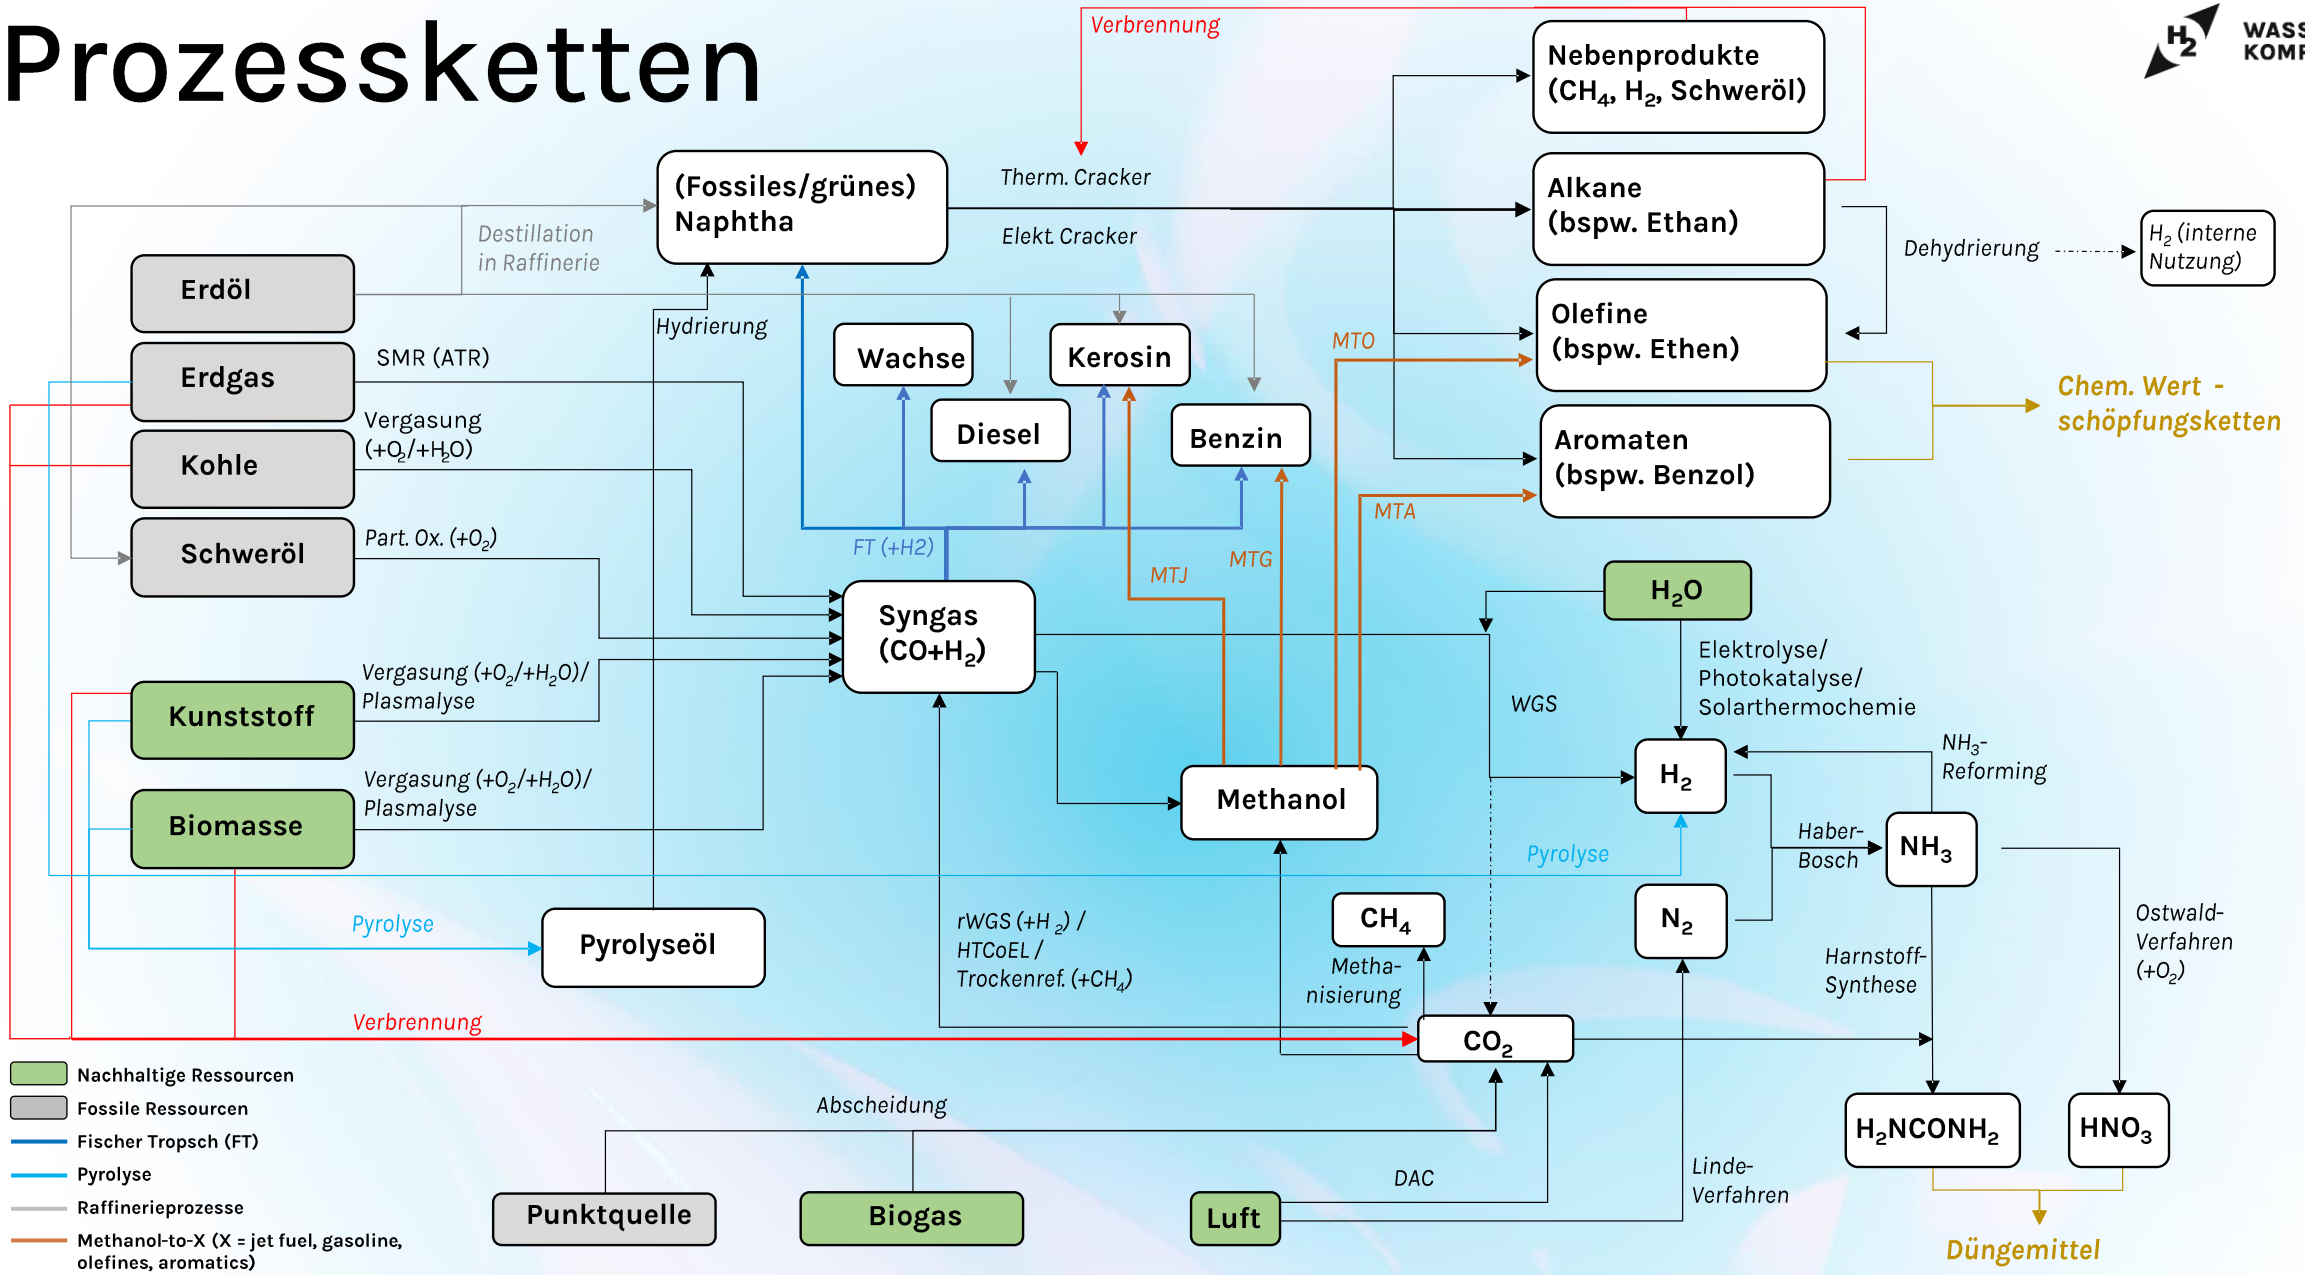 Prozessketten
Verbrennung
Nebenprodukte
(CH₄, H₂, Schweröl)
H₂
WASS
KOMP
(Fossiles/grünes)
Naphtha
Therm. Cracker
Elekt. Cracker
Alkane
(bspw. Ethan)
Dehydrierung
H₂ (interne
Nutzung)
Destillation
in Raffinerie
Erdöl
Hydrierung
Olefine
(bspw. Ethen)
MTO
Wachse
Kerosin
Erdgas
SMR (ATR)
Chem. Wert -
schöpfungsketten
Diesel
Benzin
Vergasung
(+O₂/+H₂O)
Kohle
Aromaten
(bspw. Benzol)
MTA
Schweröl
Part. Ox. (+O₂)
FT (+H2)
MTJ
MTG
Syngas
(CO+H₂)
H₂O
Elektrolyse/
Photokatalyse/
Solarthermochemie
Vergasung (+O₂/+H₂O)/
Plasmalyse
Kunststoff
WGS
H₂
NH₃-
Reforming
Vergasung (+O₂/+H₂O)/
Plasmalyse
Biomasse
Methanol
Haber-
Bosch
NH₃
Pyrolyse
Pyrolyse
Pyrolyseöl
rWGS (+H₂) /
HTCoEL /
Trockenref. (+CH₄)
CH₄
Metha-
nisierung
N₂
Harnstoff-
Synthese
Ostwald-
Verfahren
(+O₂)
Verbrennung
CO₂
Nachhaltige Ressourcen
Fossile Ressourcen
Fischer Tropsch (FT)
Pyrolyse
Raffinerieprozesse
Methanol-to-X (X = jet fuel, gasoline,
olefines, aromatics)
Abscheidung
Punktquelle
Biogas
Luft
DAC
Linde-
Verfahren
H₂NCONH₂
HNO₃
Düngemittel